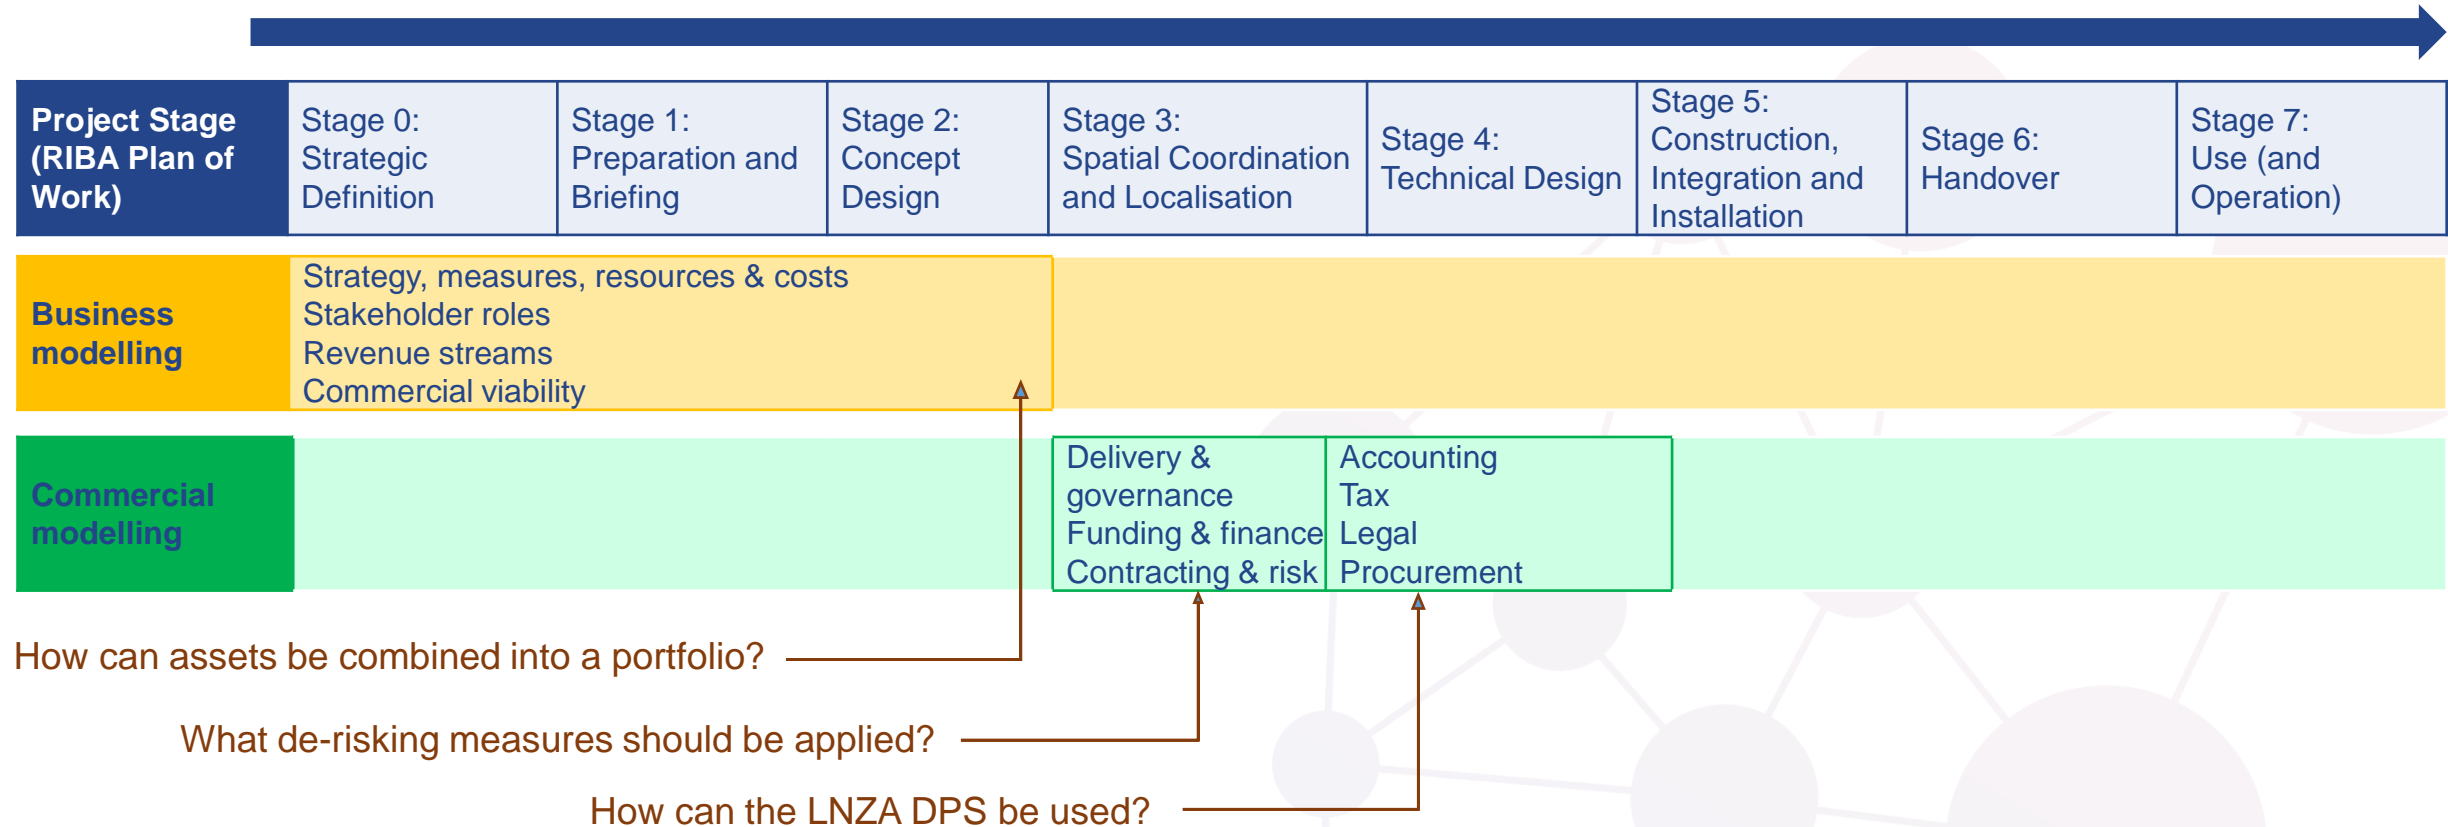 Project Stage
(RIBA Plan of
Work)
Stage 0:
Strategic
Definition
Stage 1:
Preparation and
Briefing
Stage 2:
Concept
Design
Stage 3:
Spatial Coordination
and Localisation
Stage 4:
Technical Design
Stage 5:
Construction,
Integration and
Installation
Stage 6:
Handover
Stage 7:
Use (and
Operation)
Business
modelling
Strategy, measures, resources & costs
Stakeholder roles
Revenue streams
Commercial viability
Commercial
modelling
Delivery &
governance
Funding & finance
Contracting & risk
Accounting
Tax
Legal
Procurement
How can assets be combined into a portfolio?
What de-risking measures should be applied?
How can the LNZA DPS be used?